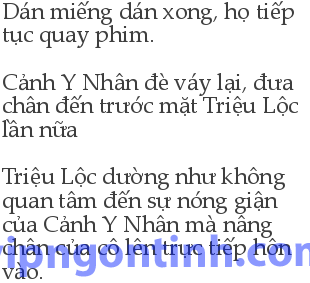 Dán miếng dán xong, họ tiếp
tục quay phim.
Cảnh Y Nhân đè váy lại, đưa
chân đến trước mặt Triệu Lộc
lần nữa
Triệu Lộc dường như không
quan tâm đến sự nóng giận
của Cảnh Y Nhân mà nâng
chân của cô lên trực tiếp hôn
vào.
ngontinh.com